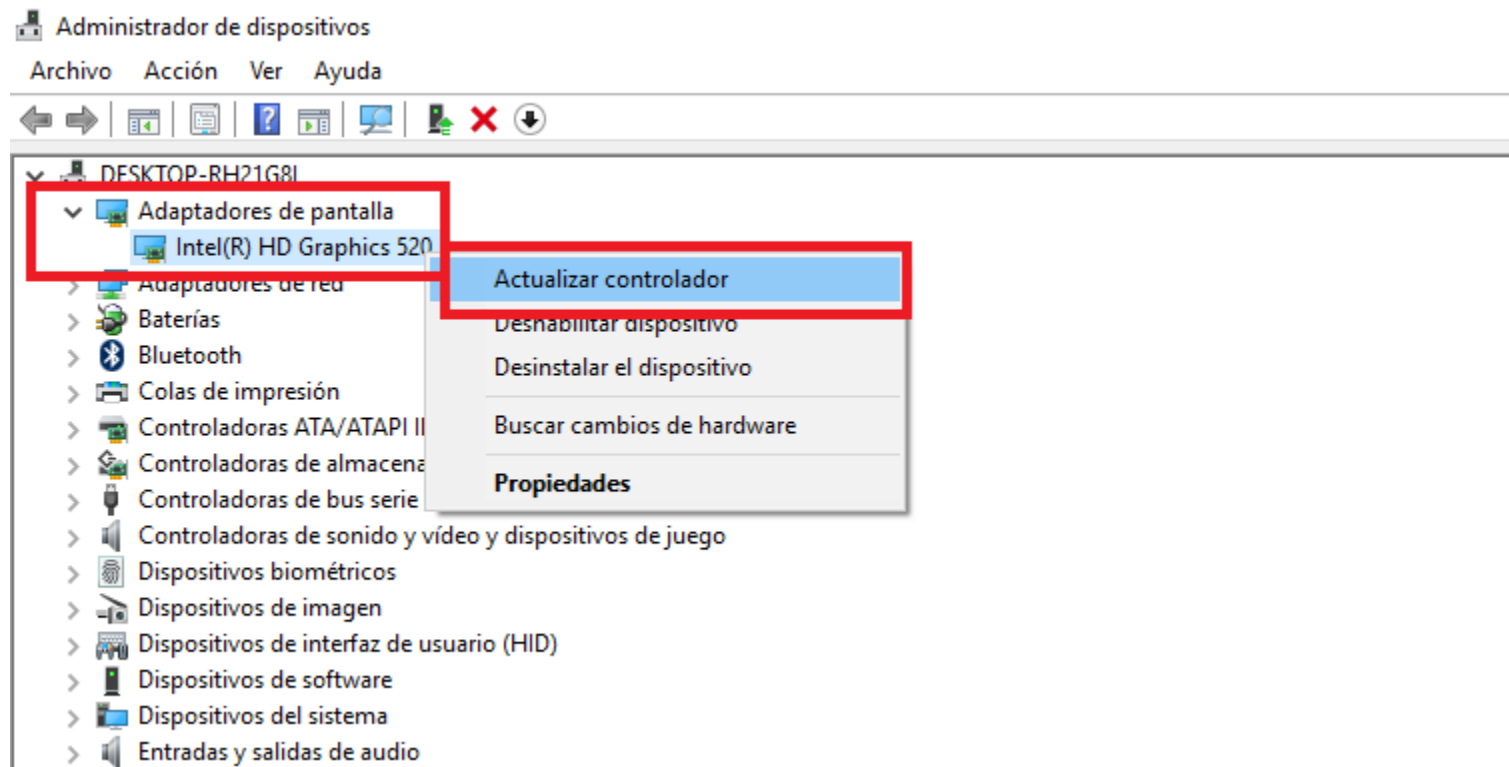 Administrador de dispositivos
Archivo Acción Ver Ayuda
DESKTOP-RH21G8L
Adaptadores de pantalla
Intel(R) HD Graphics 520
Actualizar controlador
Adaptadores de red
Deshabilitar dispositivo
Baterías
Bluetooth
Desinstalar el dispositivo
Colas de impresión
Controladoras ATA/ATAPI
Buscar cambios de hardware
Controladoras de almacena
Propiedades
Controladoras de bus serie
Controladoras de sonido y vídeo y dispositivos de juego
Dispositivos biométricos
Dispositivos de imagen
Dispositivos de interfaz de usuario (HID)
Dispositivos de software
Dispositivos del sistema
Entradas y salidas de audio